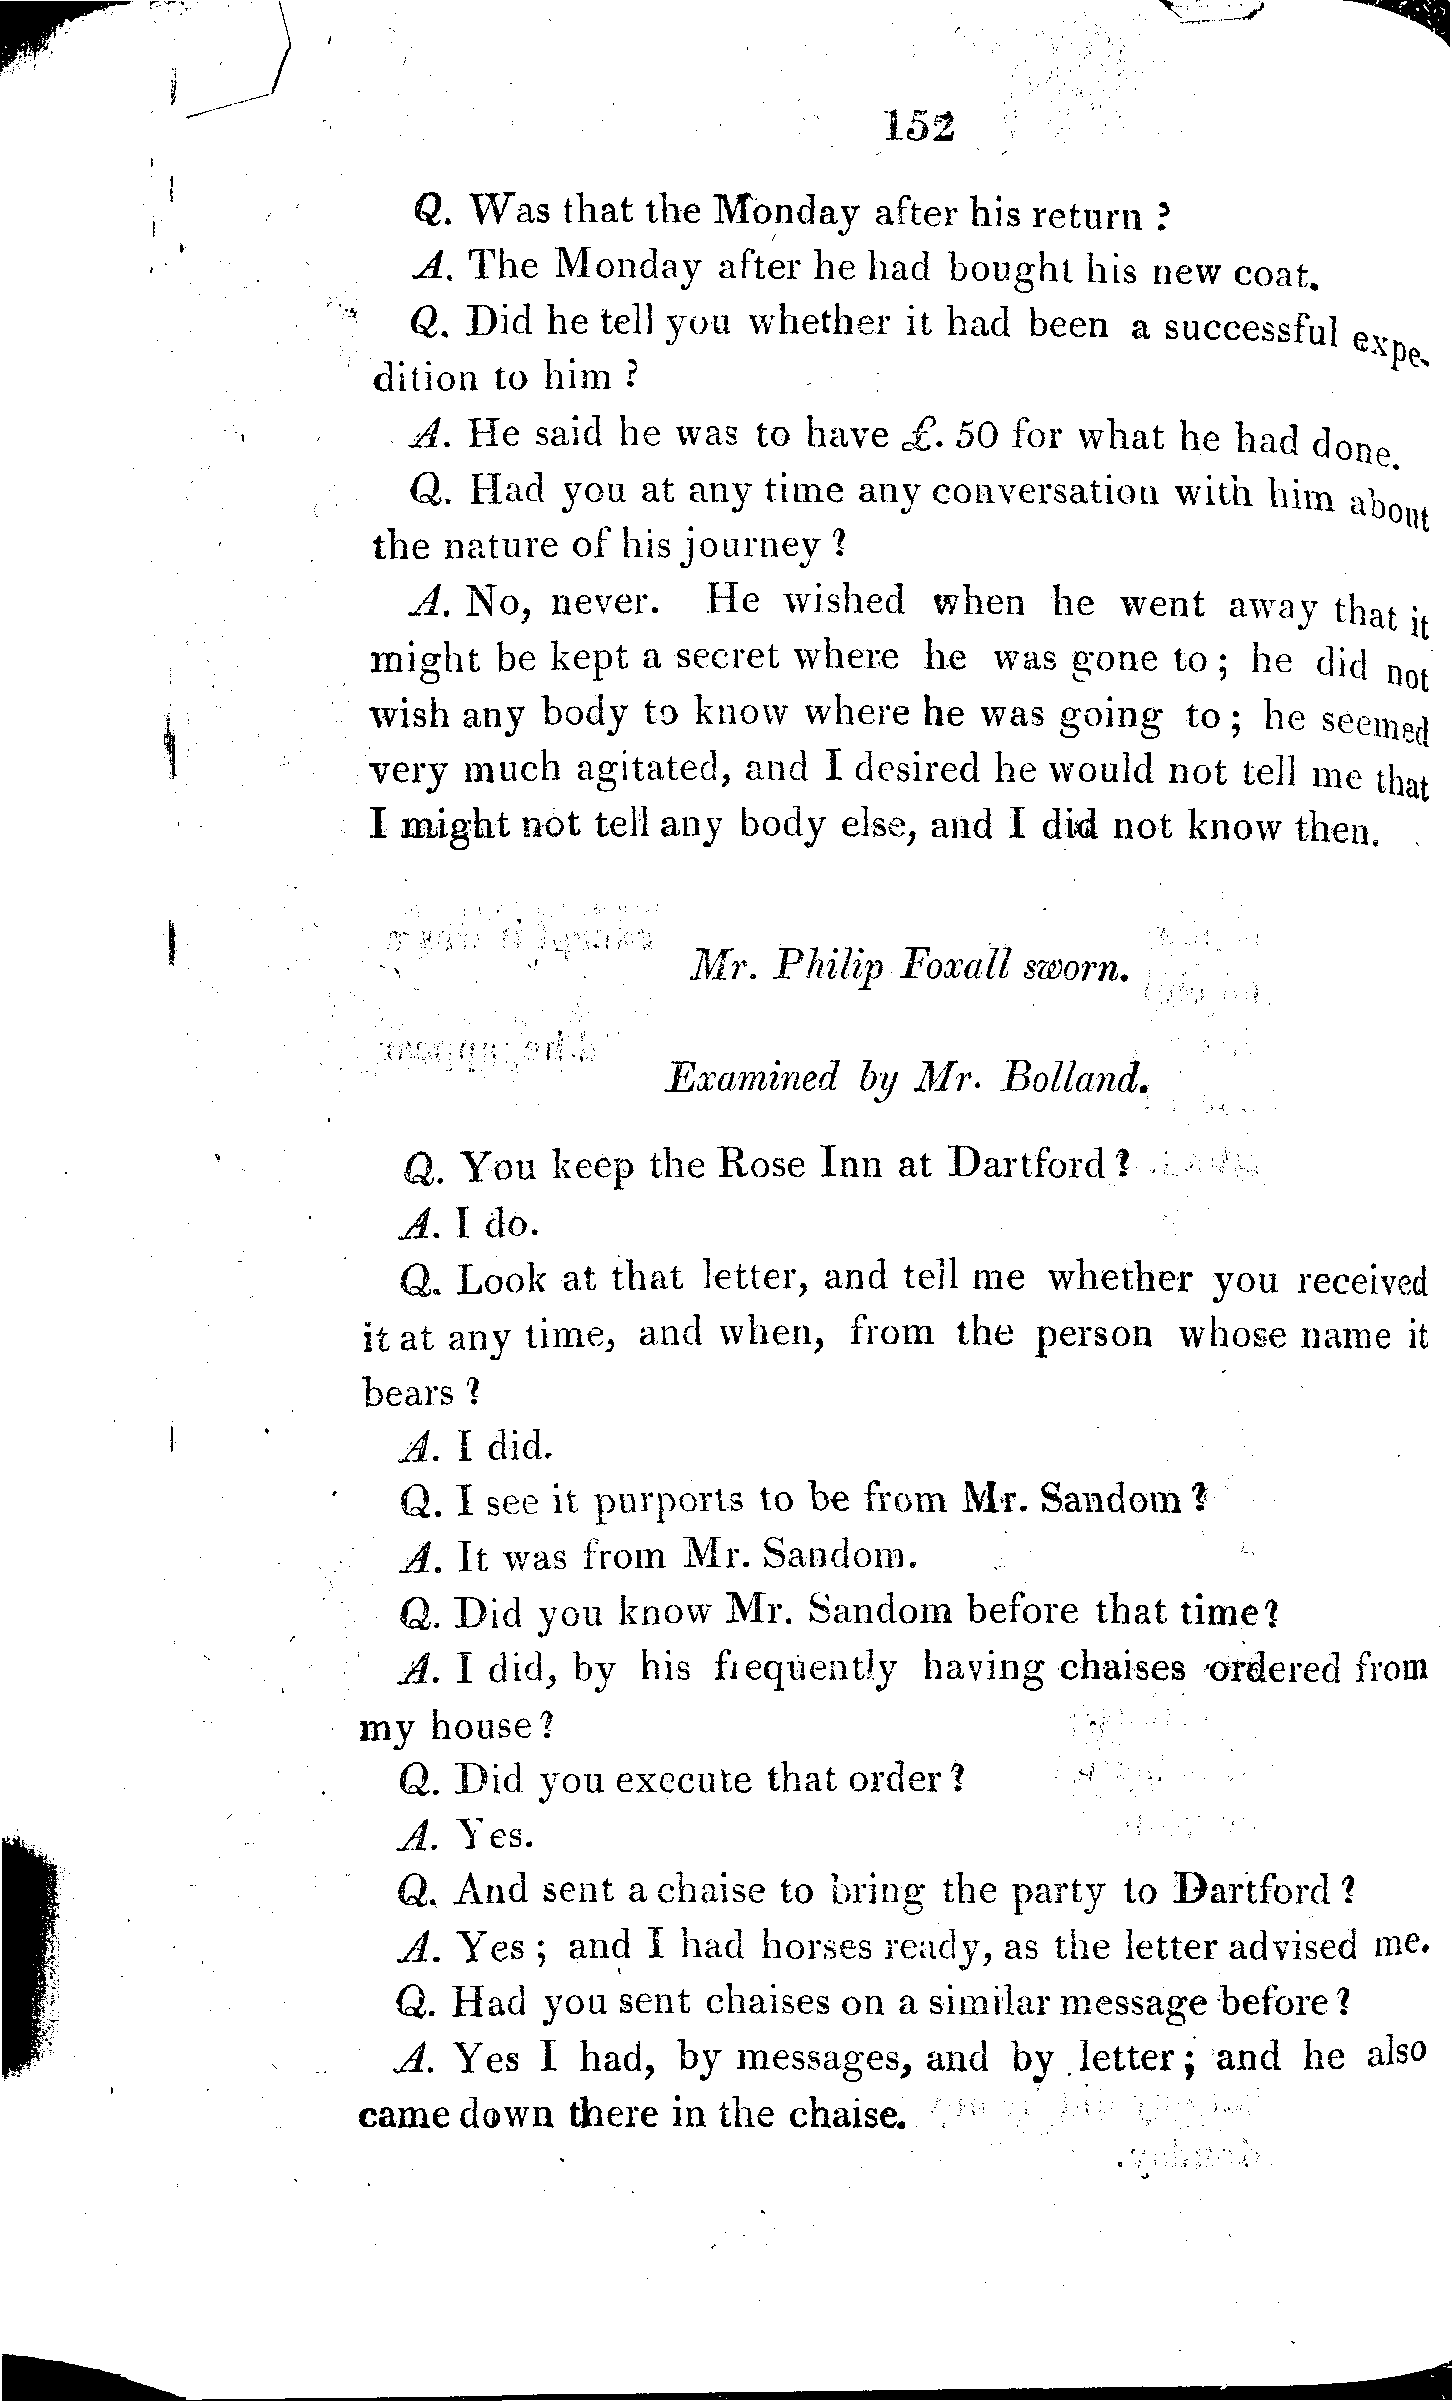 152
Q. Was that the Monday after his return ?
A. The Monday after he had bought his new coat.
Q. Did he tell you whether it had been a successful expe-
dition to him ?
A. He said he was to have £. 50 for what he had done.
Q. Had you at any time any conversation with him about
the nature of his journey ?
A. No, never. He wished when he went away that it
might be kept a secret where he was gone to ; he did not
wish any body to know where he was going to ; he seemed
very much agitated, and I desired he would not tell me that
I might not tell any body else, and I did not know then.
Mr. Philip Foxall sworn.
Examined by Mr. Bolland.
Q. You keep the Rose Inn at Dartford ?
A. I do.
Q. Look at that letter, and tell me whether you received
it at any time, and when, from the person whose name it
bears ?
A. I did.
Q. I see it purports to be from Mr. Sandom ?
A. It was from Mr. Sandom.
Q. Did you know Mr. Sandom before that time?
A. I did, by his frequently having chaises ordered from
my house?
Q. Did you execute that order ?
A. Yes.
Q. And sent a chaise to bring the party to Dartford ?
A. Yes ; and I had horses ready, as the letter advised me.
Q. Had you sent chaises on a similar message before ?
A. Yes I had, by messages, and by letter ; and he also
came down there in the chaise.